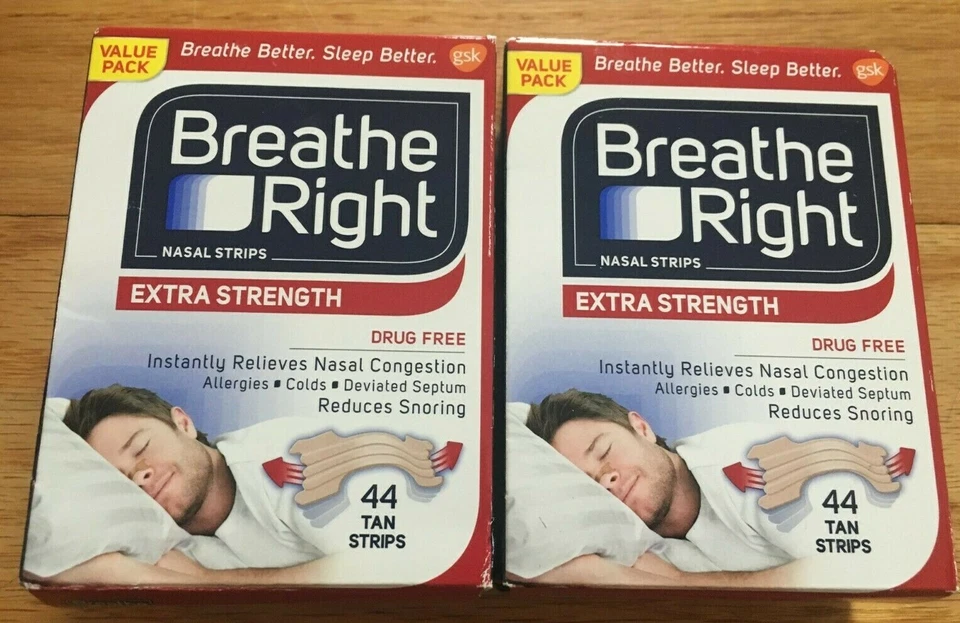 VALUE
PACK
Breathe Better. Sleep Better.
gsk
Breathe
Right
NASAL STRIPS
EXTRA STRENGTH
DRUG FREE
Instantly Relieves Nasal Congestion
Allergies ▪ Colds ▪ Deviated Septum
Reduces Snoring
44
TAN
STRIPS
VALUE
PACK
Breathe Better. Sleep Better.
gsk
Breathe
Right
NASAL STRIPS
EXTRA STRENGTH
DRUG FREE
Instantly Relieves Nasal Congestion
Allergies ▪ Colds ▪ Deviated Septum
Reduces Snoring
44
TAN
STRIPS